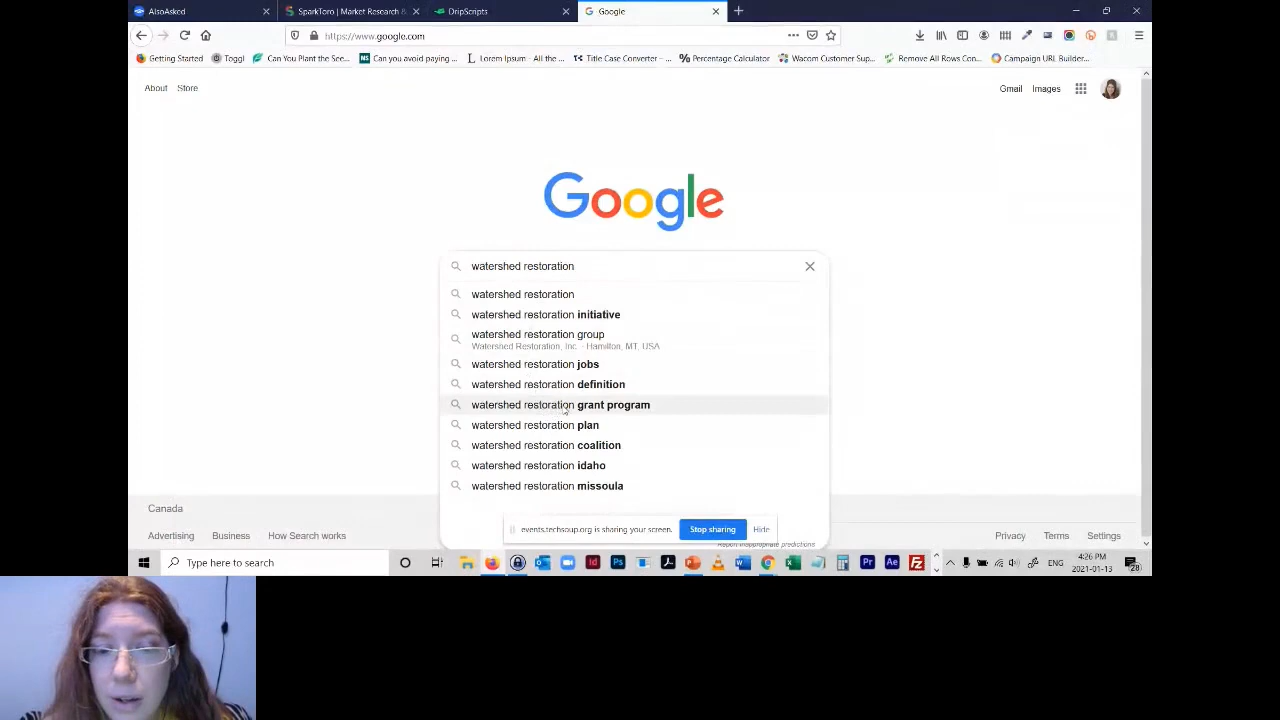 AlsoAsked
SparkToro | Market Research &
DripScripts
Google
https://www.google.com
Getting Started
Toggl
Can You Plant the See...
Can you avoid paying ...
Lorem Ipsum - All the ...
Title Case Converter – ...
Percentage Calculator
Wacom Customer Sup...
Remove All Rows Con...
Campaign URL Builder...
About
Store
Gmail
Images
Google
watershed restoration
watershed restoration
watershed restoration initiative
watershed restoration group
Watershed Restoration, Inc. - Hamilton, MT, USA
watershed restoration jobs
watershed restoration definition
watershed restoration grant program
watershed restoration plan
watershed restoration coalition
watershed restoration idaho
watershed restoration missoula
Canada
events.techsoup.org is sharing your screen.
Stop sharing
Hide
Report inappropriate predictions
Advertising
Business
How Search works
Privacy
Terms
Settings
Type here to search
ENG
4:26 PM
2021-01-13
28